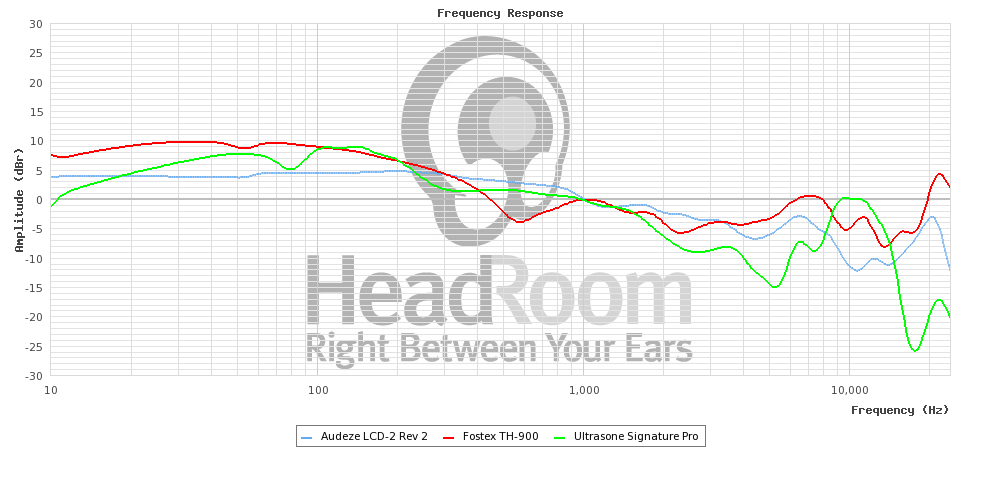 Frequency Response
30
25
20
15
10
5
0
-5
-10
-15
-20
-25
-30
Amplitude (dBr)
HeadRoom
Right Between Your Ears
10 100 1,000 10,000
Frequency (Hz)
Audeze LCD-2 Rev 2 Fostex TH-900 Ultrasone Signature Pro